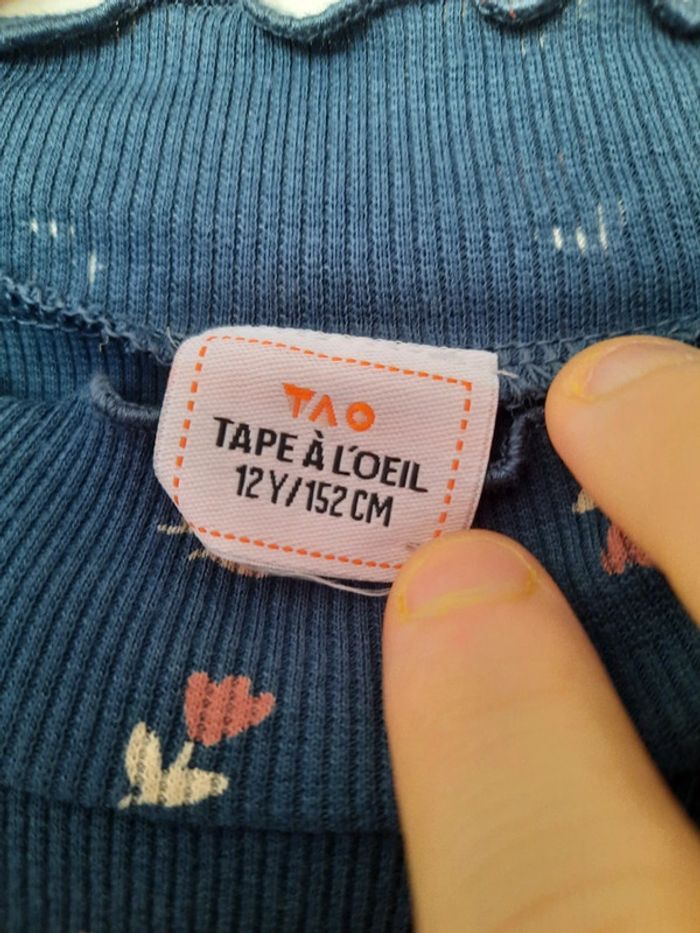 TAO
TAPE À L'OEIL
12Y/152CM